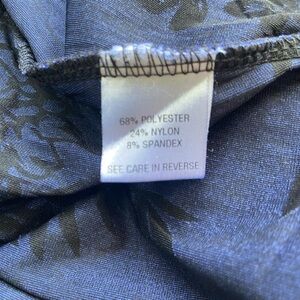 68% POLYESTER
24% NYLON
8% SPANDEX
SEE CARE IN REVERSE